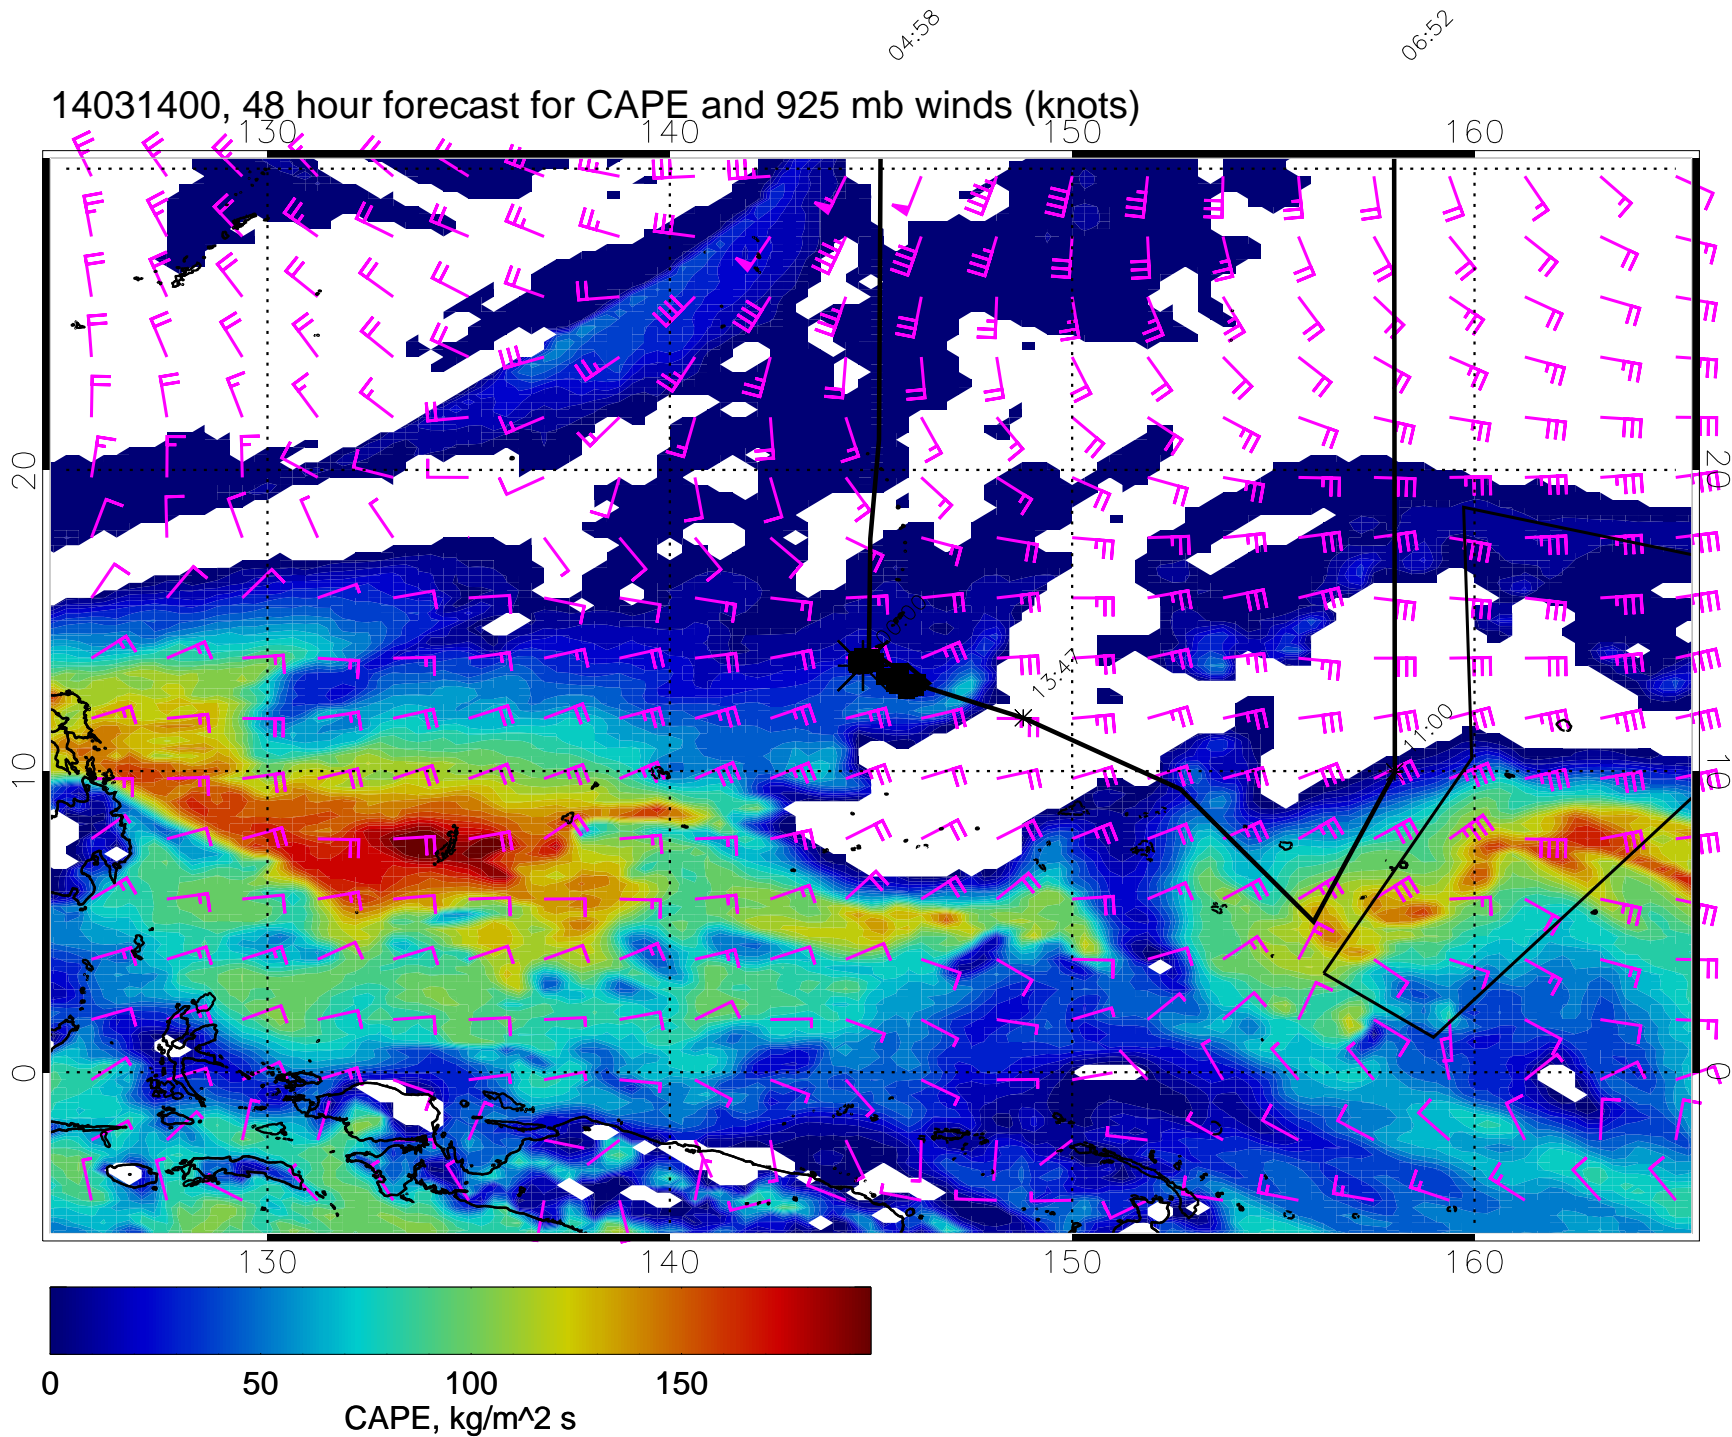 04:58 06:52
14031400, 48 hour forecast for CAPE and 925 mb winds (knots)
130 140 150 160
20 20
13:47
11:00
10 10
0 0
130 140 150 160
0 50 100 150
CAPE, kg/m^2 s